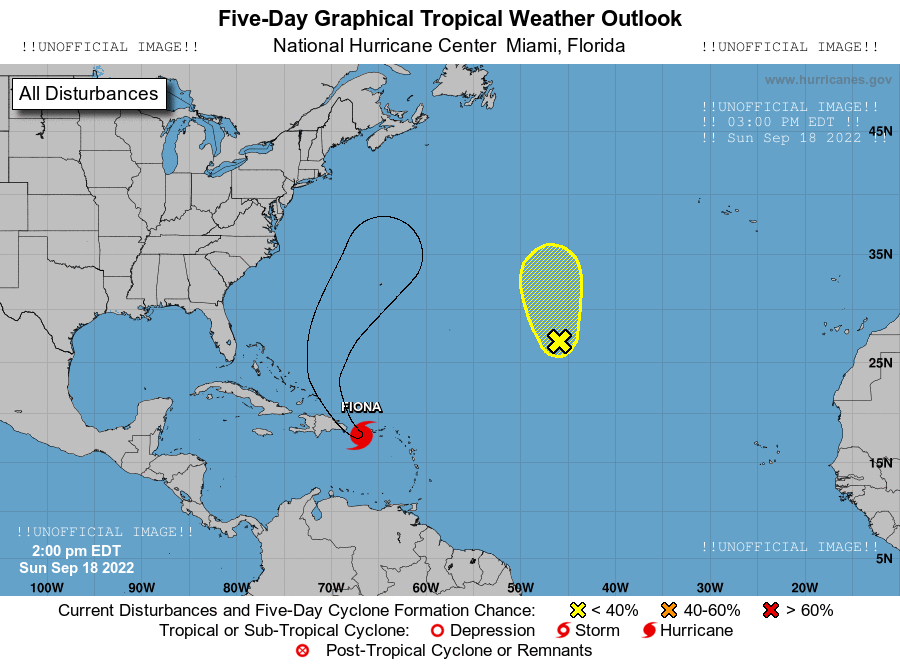 Five-Day Graphical Tropical Weather Outlook
!!UNOFFICIAL IMAGE!! National Hurricane Center Miami, Florida !!UNOFFICIAL IMAGE!!
www.hurricanes.gov
All Disturbances
!!UNOFFICIAL IMAGE!!
!! 03:00 PM EDT !!
!! Sun Sep 18 2022 !!
45N
35N
25N
FIONA
15N
!!UNOFFICIAL IMAGE!!
!!UNOFFICIAL IMAGE!!
2:00 pm EDT
5N
Sun Sep 18 2022
100W 90W 80W 70W 60W 50W 40W 30W 20W
Current Disturbances and Five-Day Cyclone Formation Chance: < 40% 40-60% > 60%
Tropical or Sub-Tropical Cyclone: Depression Storm Hurricane
Post-Tropical Cyclone or Remnants